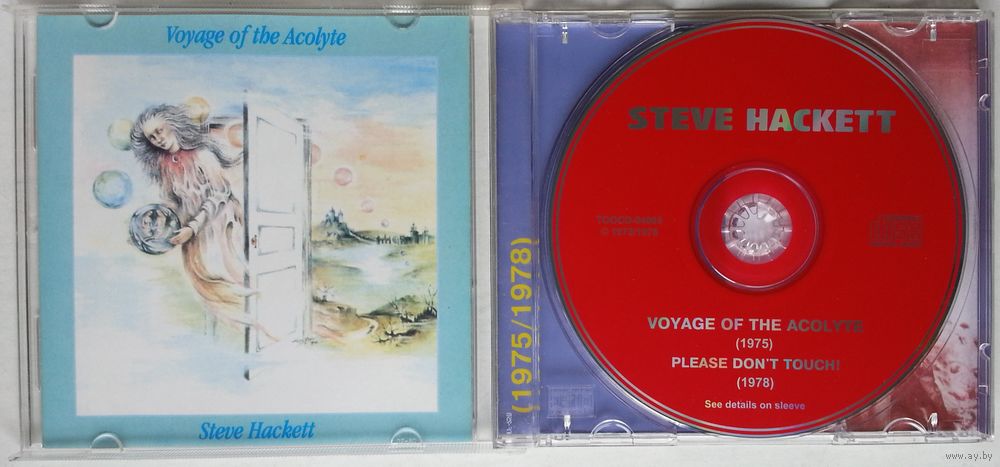 Voyage of the Acolyte
Steve Hackett
(1975/1978)
STEVE HACKETT
VOYAGE OF THE ACOLYTE
(1975)
PLEASE DON'T TOUCH!
(1978)
See details on sleeve
www.ay.by